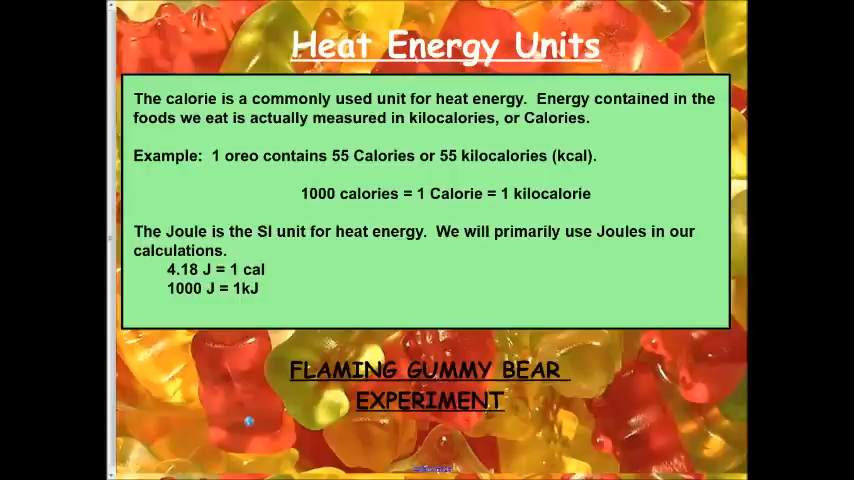 Heat Energy Units
The calorie is a commonly used unit for heat energy.  Energy contained in the
foods we eat is actually measured in kilocalories, or Calories.
Example:  1 oreo contains 55 Calories or 55 kilocalories (kcal).
1000 calories = 1 Calorie = 1 kilocalorie
The Joule is the SI unit for heat energy.  We will primarily use Joules in our
calculations.
4.18 J = 1 cal
1000 J = 1kJ
FLAMING GUMMY BEAR
EXPERIMENT